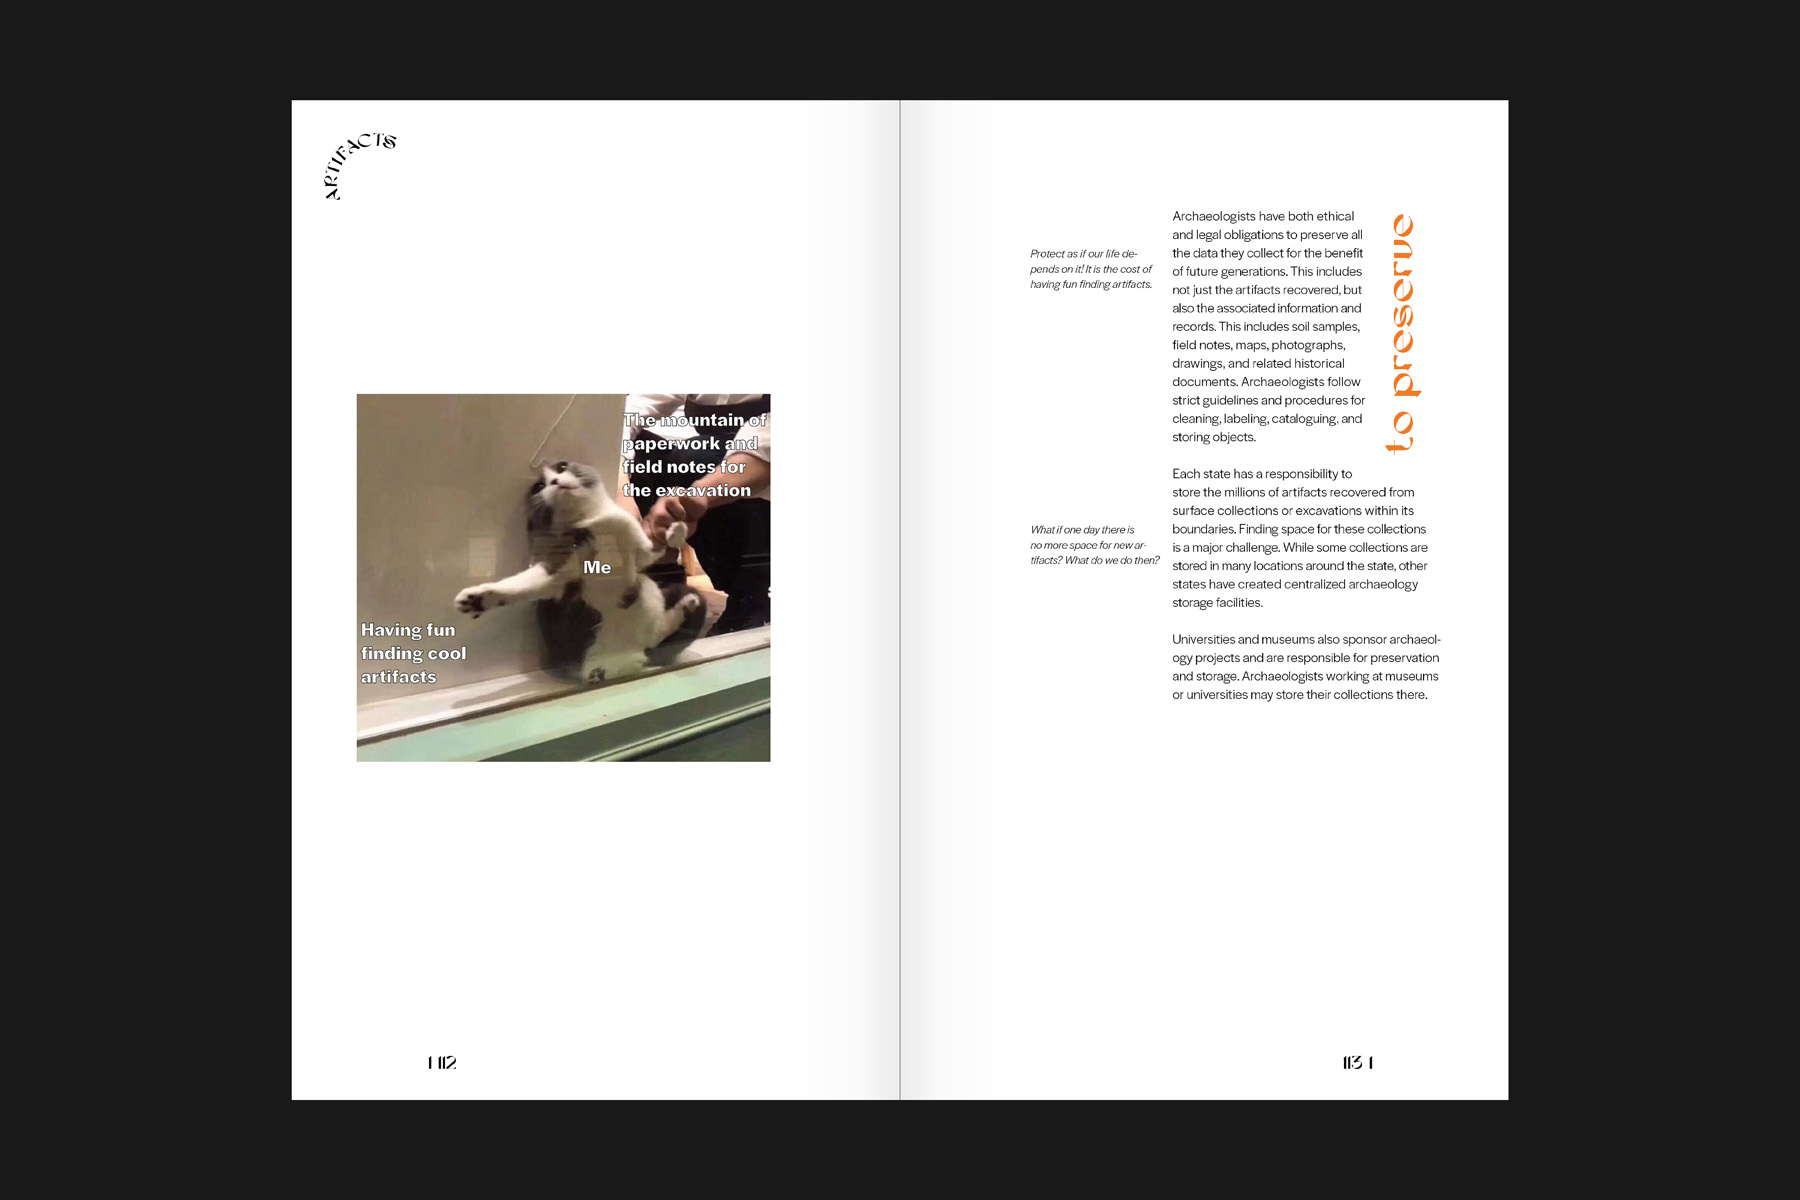 ARTIFACTS
The mountain of
paperwork and
field notes for
the excavation
Me
Having fun
finding cool
artifacts
1 112
to preserve
Archaeologists have both ethical
and legal obligations to preserve all
the data they collect for the benefit
of future generations. This includes
not just the artifacts recovered, but
also the associated information and
records. This includes soil samples,
field notes, maps, photographs,
drawings, and related historical
documents. Archaeologists follow
strict guidelines and procedures for
cleaning, labeling, cataloguing, and
storing objects.
Protect as if our life de-
pends on it! It is the cost of
having fun finding artifacts.
Each state has a responsibility to
store the millions of artifacts recovered from
surface collections or excavations within its
boundaries. Finding space for these collections
is a major challenge. While some collections are
stored in many locations around the state, other
states have created centralized archaeology
storage facilities.
What if one day there is
no more space for new ar-
tifacts? What do we do then?
Universities and museums also sponsor archaeol-
ogy projects and are responsible for preservation
and storage. Archaeologists working at museums
or universities may store their collections there.
113 1